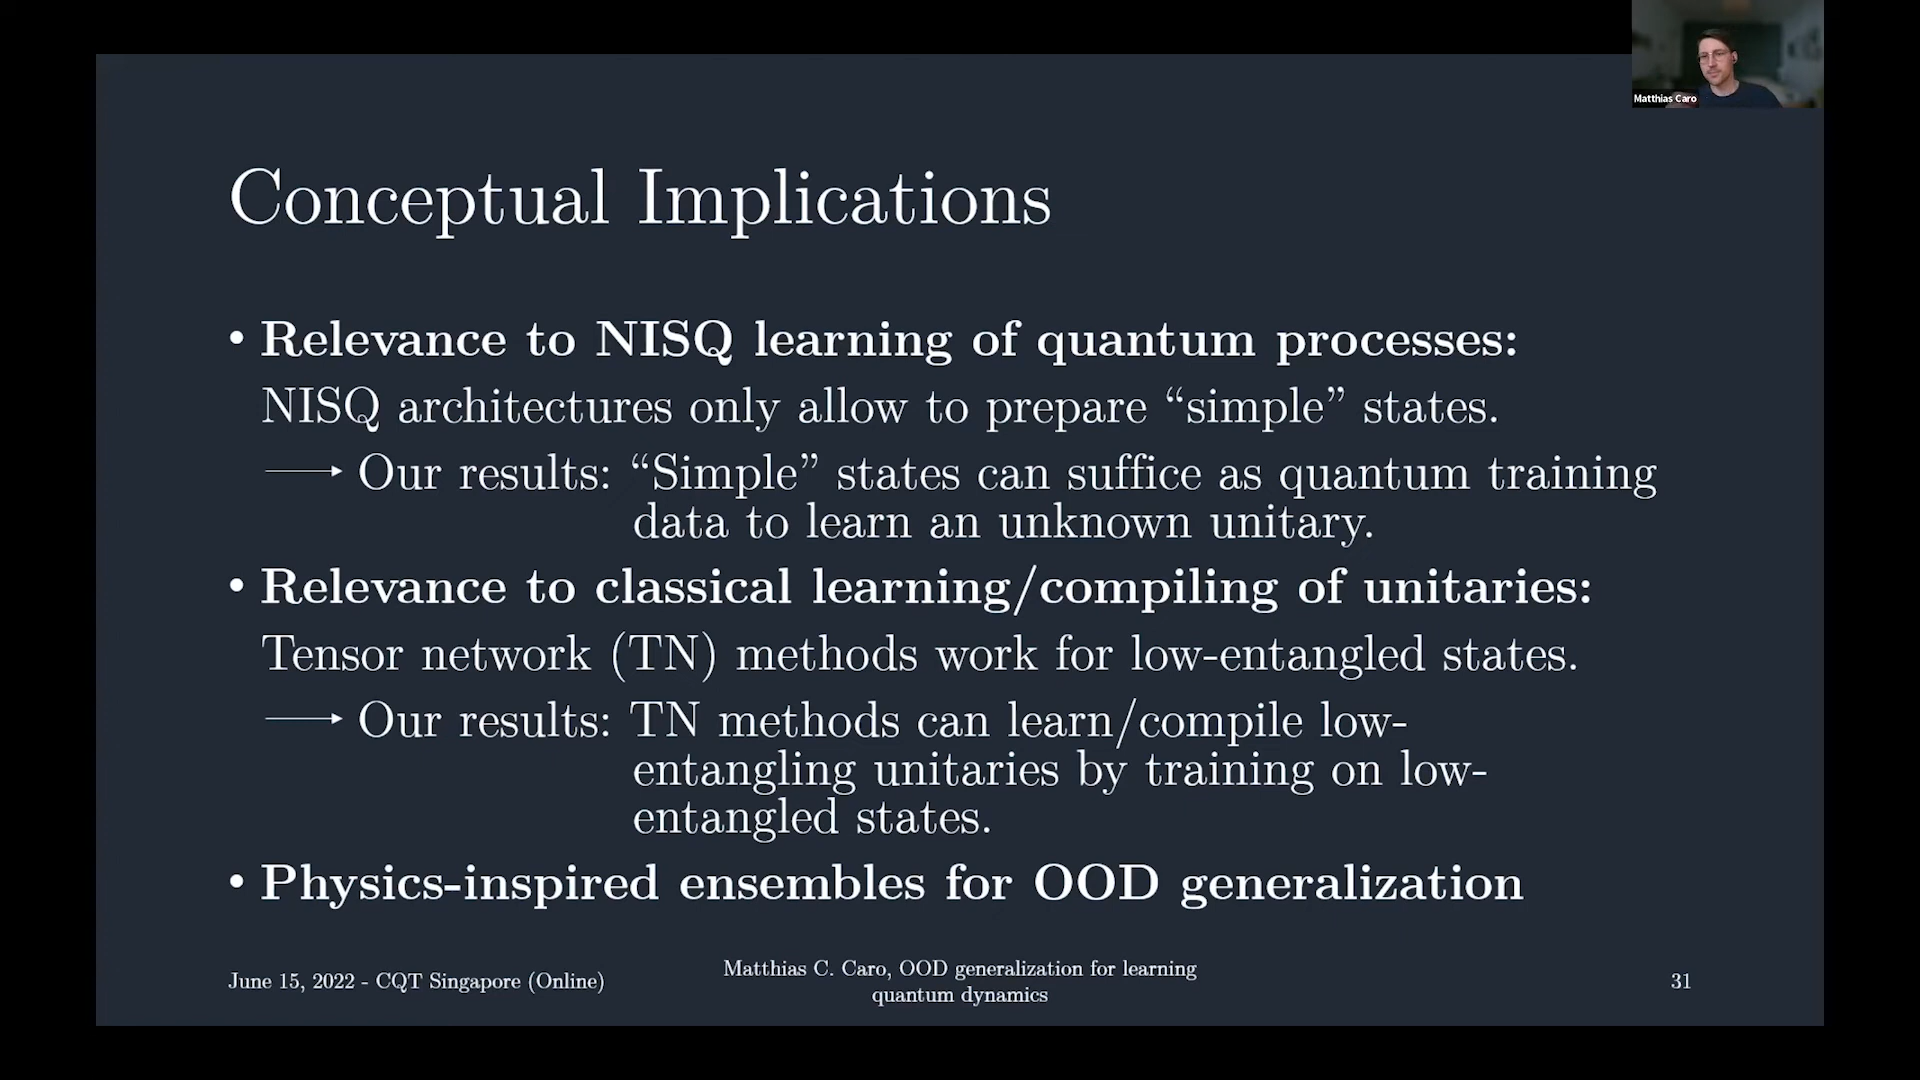 Matthias Caro
Conceptual Implications
• Relevance to NISQ learning of quantum processes:
NISQ architectures only allow to prepare “simple” states.
⟶ Our results: “Simple” states can suffice as quantum training
data to learn an unknown unitary.
• Relevance to classical learning/compiling of unitaries:
Tensor network (TN) methods work for low-entangled states.
⟶ Our results: TN methods can learn/compile low-
entangling unitaries by training on low-
entangled states.
• Physics-inspired ensembles for OOD generalization
June 15, 2022 - CQT Singapore (Online)
Matthias C. Caro, OOD generalization for learning
quantum dynamics
31